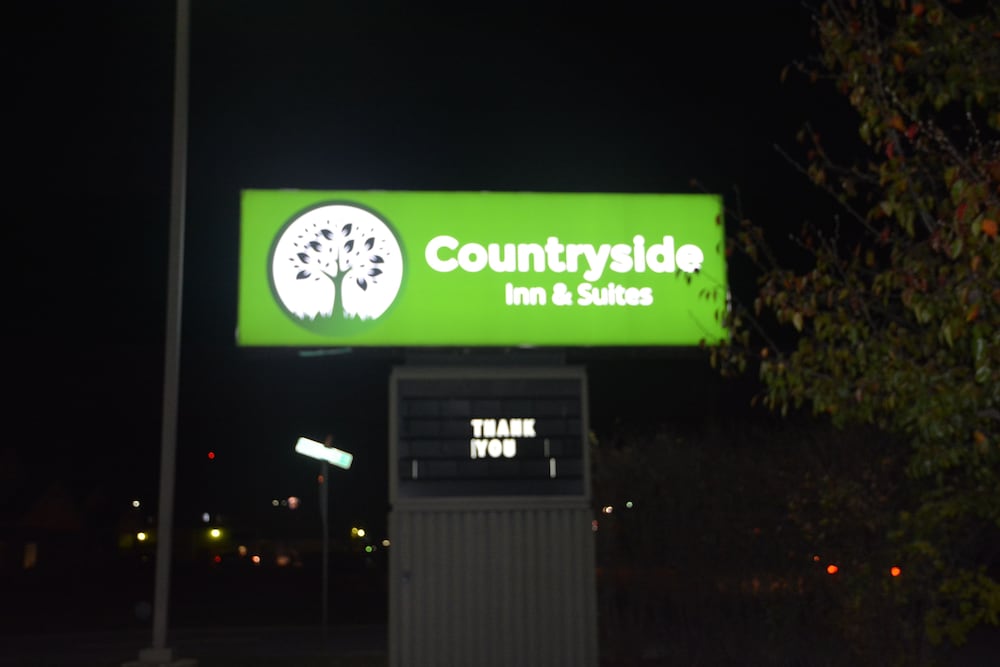 Countryside
Inn & Suites
THANK
YOU